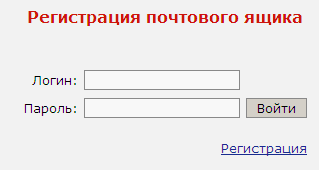 Регистрация почтового ящика
Логин:
Пароль: Войти
Регистрация